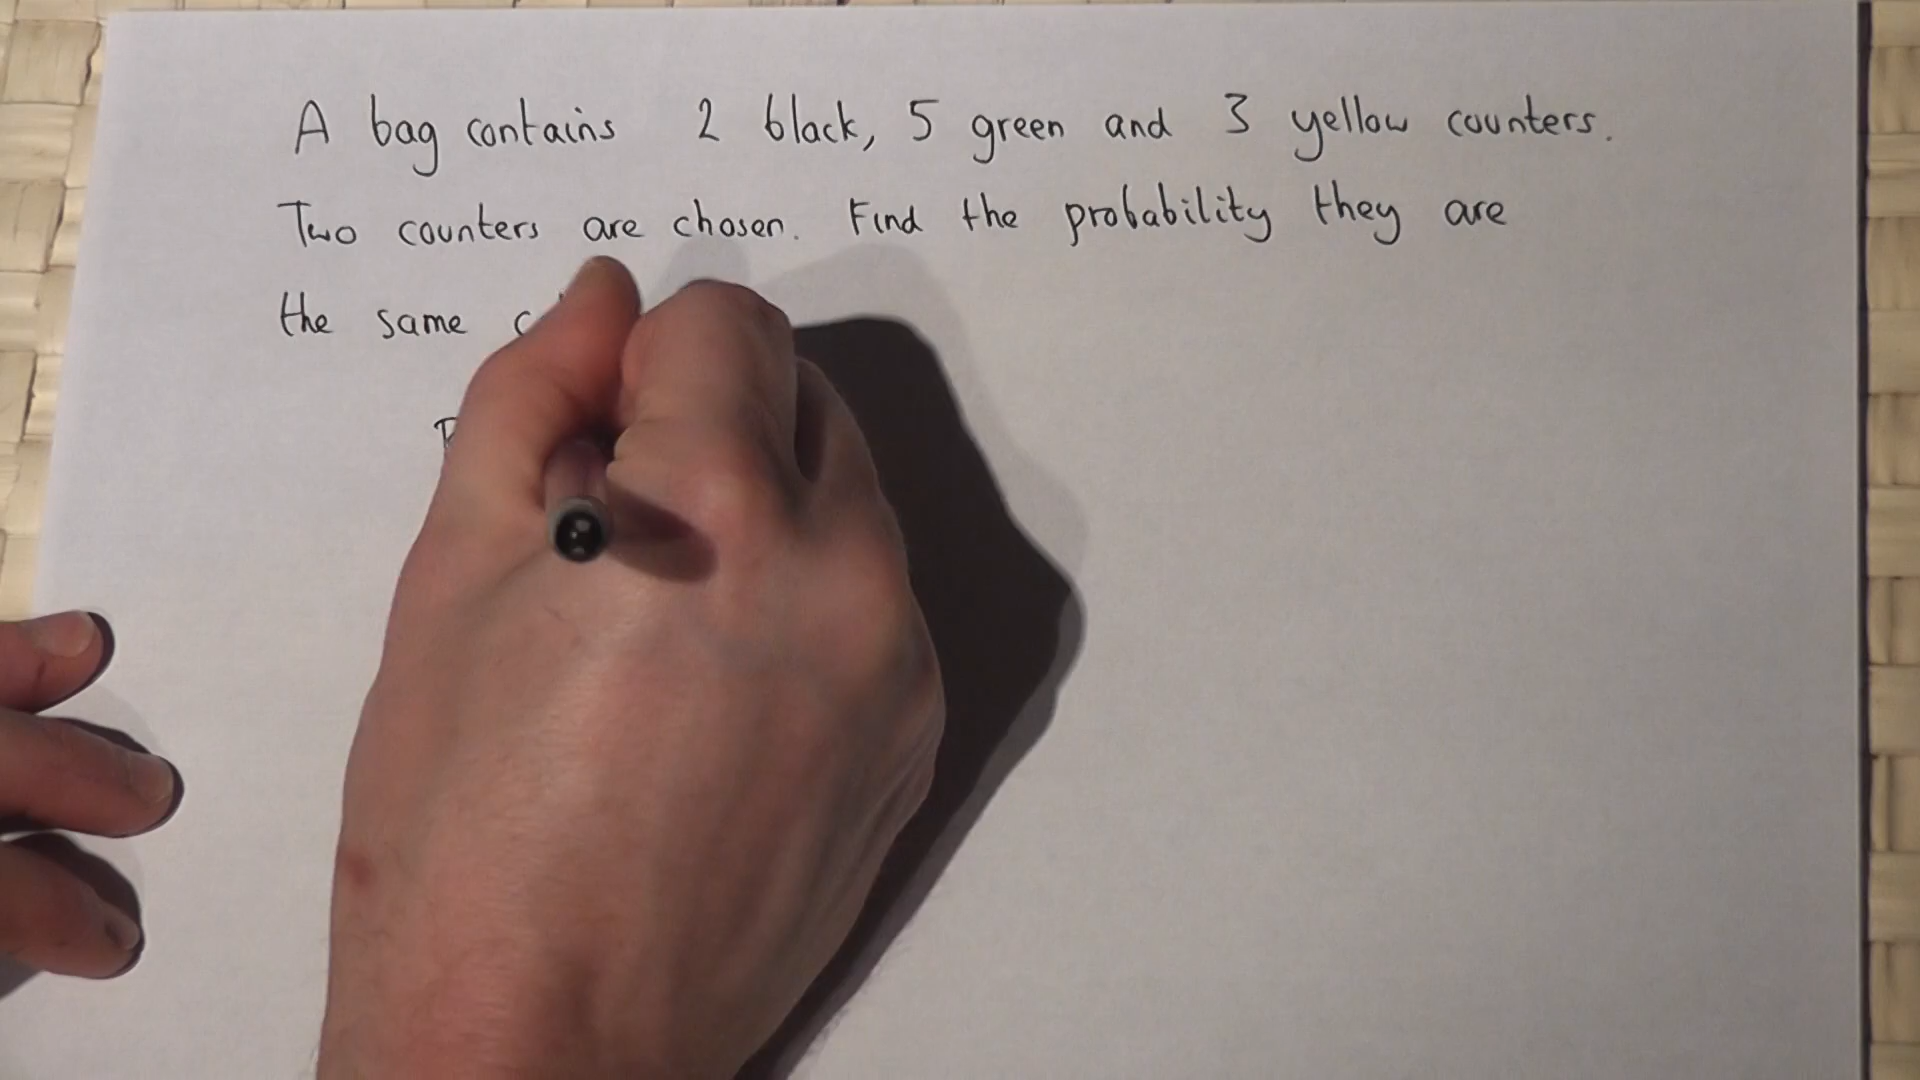 A bag contains 2 black, 5 green and 3 yellow counters.
Two counters are chosen. Find the probability they are
the same